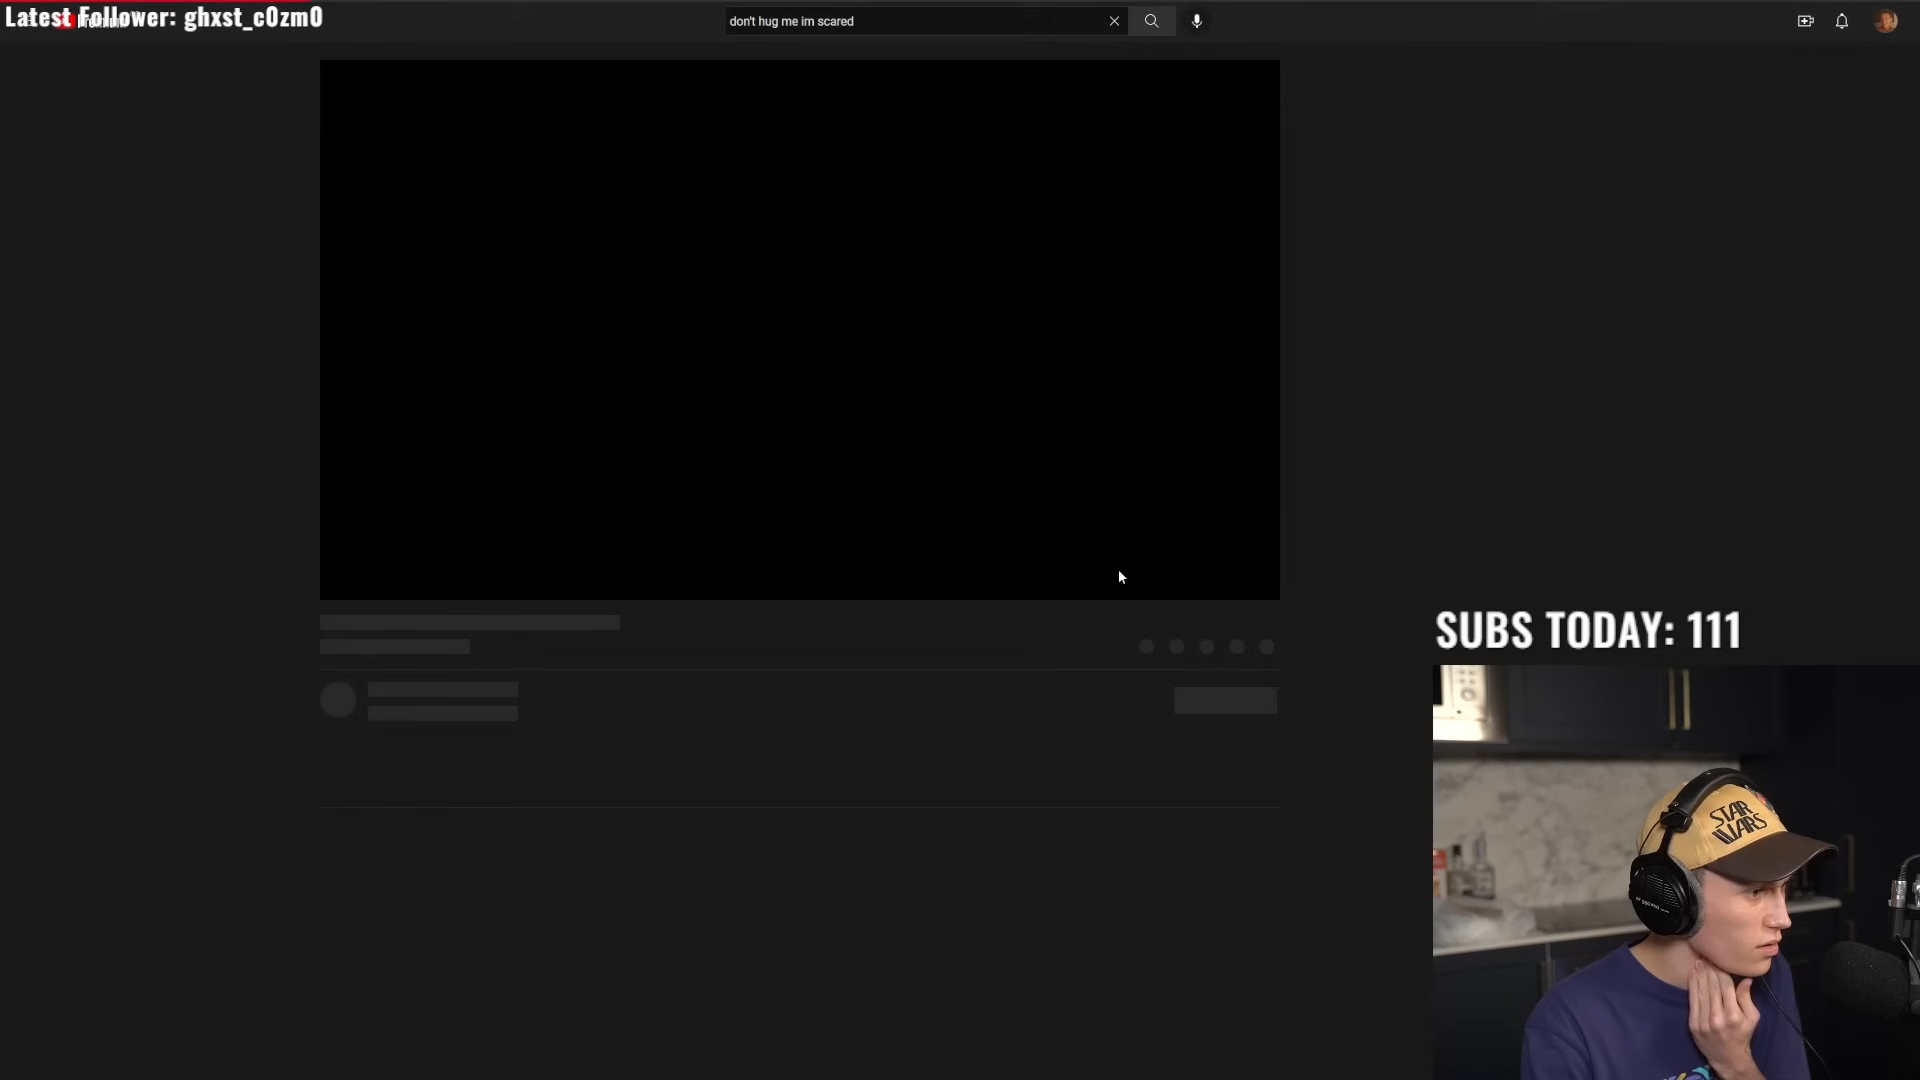 Latest Follower: ghxst_c0zm0
don't hug me im scared
SUBS TODAY: 111
STAR
WARS